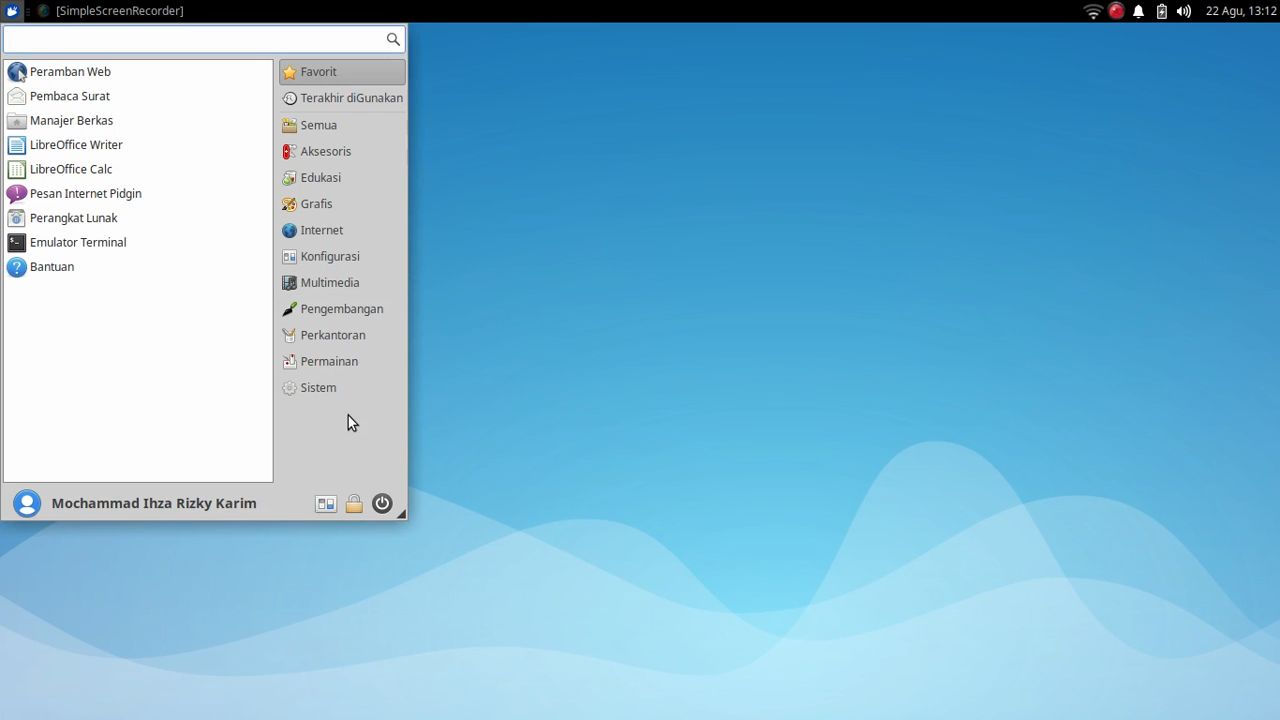 [SimpleScreenRecorder]
22 Agu, 13:12
Peramban Web
Pembaca Surat
Manajer Berkas
LibreOffice Writer
LibreOffice Calc
Pesan Internet Pidgin
Perangkat Lunak
Emulator Terminal
Bantuan
Favorit
Terakhir diGunakan
Semua
Aksesoris
Edukasi
Grafis
Internet
Konfigurasi
Multimedia
Pengembangan
Perkantoran
Permainan
Sistem
Mochammad Ihza Rizky Karim